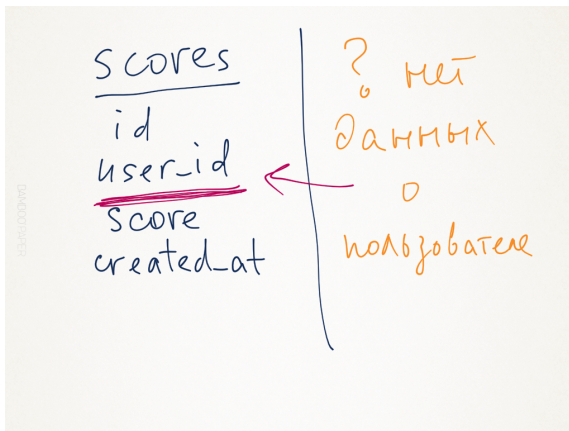 scores
id
user_id
score
created_at
? нет
данных
о
пользователе